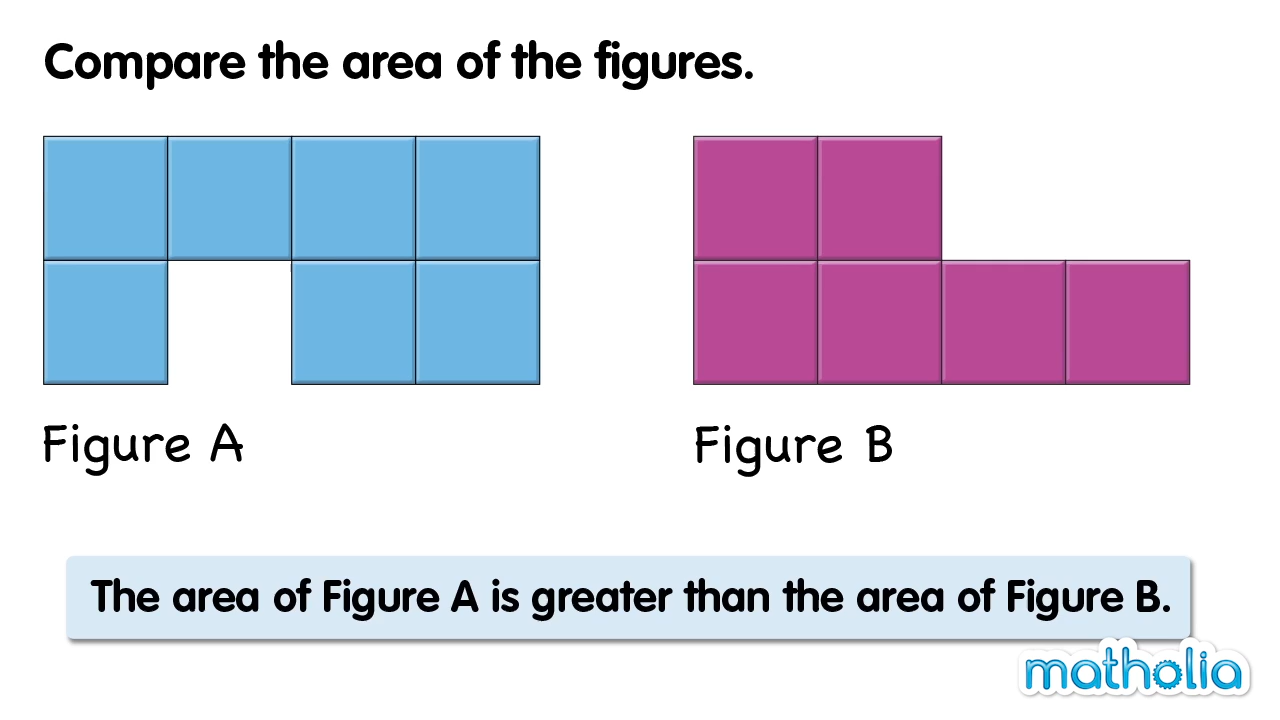 Compare the area of the figures.
Figure A
Figure B
The area of Figure A is greater than the area of Figure B.
matholia